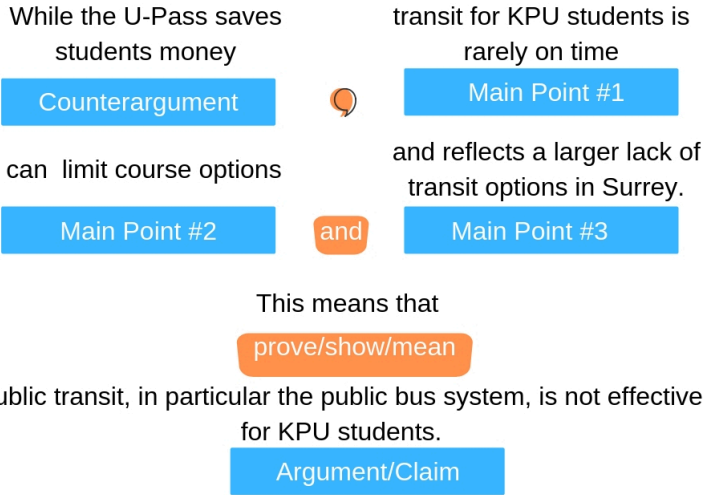 While the U-Pass saves
students money
Counterargument
,
transit for KPU students is
rarely on time
Main Point #1
can  limit course options
Main Point #2
and
and reflects a larger lack of
transit options in Surrey.
Main Point #3
This means that
prove/show/mean
ublic transit, in particular the public bus system, is not effective
for KPU students.
Argument/Claim